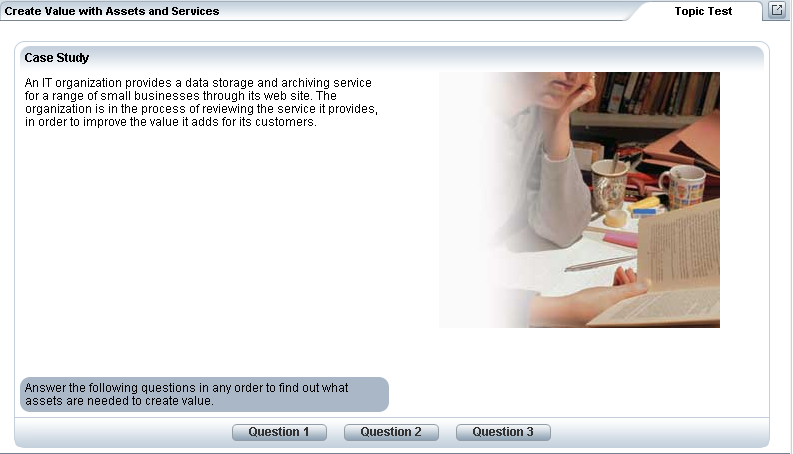 Create Value with Assets and Services
Topic Test
Case Study
An IT organization provides a data storage and archiving service
for a range of small businesses through its web site. The
organization is in the process of reviewing the service it provides,
in order to improve the value it adds for its customers.
Answer the following questions in any order to find out what
assets are needed to create value.
Question 1
Question 2
Question 3